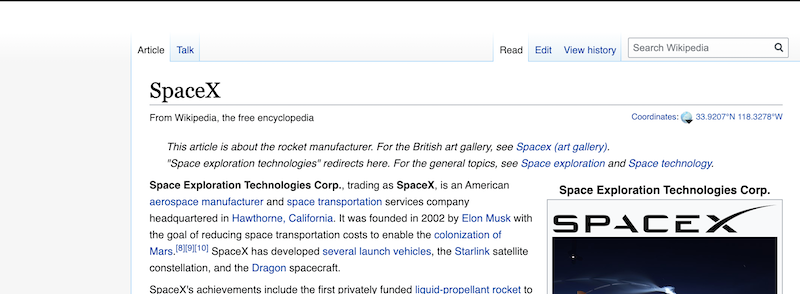 Article Talk Read Edit View history Search Wikipedia
SpaceX
From Wikipedia, the free encyclopedia Coordinates: 33.9207°N 118.3278°W
This article is about the rocket manufacturer. For the British art gallery, see Spacex (art gallery).
"Space exploration technologies" redirects here. For the general topics, see Space exploration and Space technology.
Space Exploration Technologies Corp., trading as SpaceX, is an American
aerospace manufacturer and space transportation services company
headquartered in Hawthorne, California. It was founded in 2002 by Elon Musk with
the goal of reducing space transportation costs to enable the colonization of
Mars.[8][9][10] SpaceX has developed several launch vehicles, the Starlink satellite
constellation, and the Dragon spacecraft.
SpaceX's achievements include the first privately funded liquid-propellant rocket to
Space Exploration Technologies Corp.
SPACEX